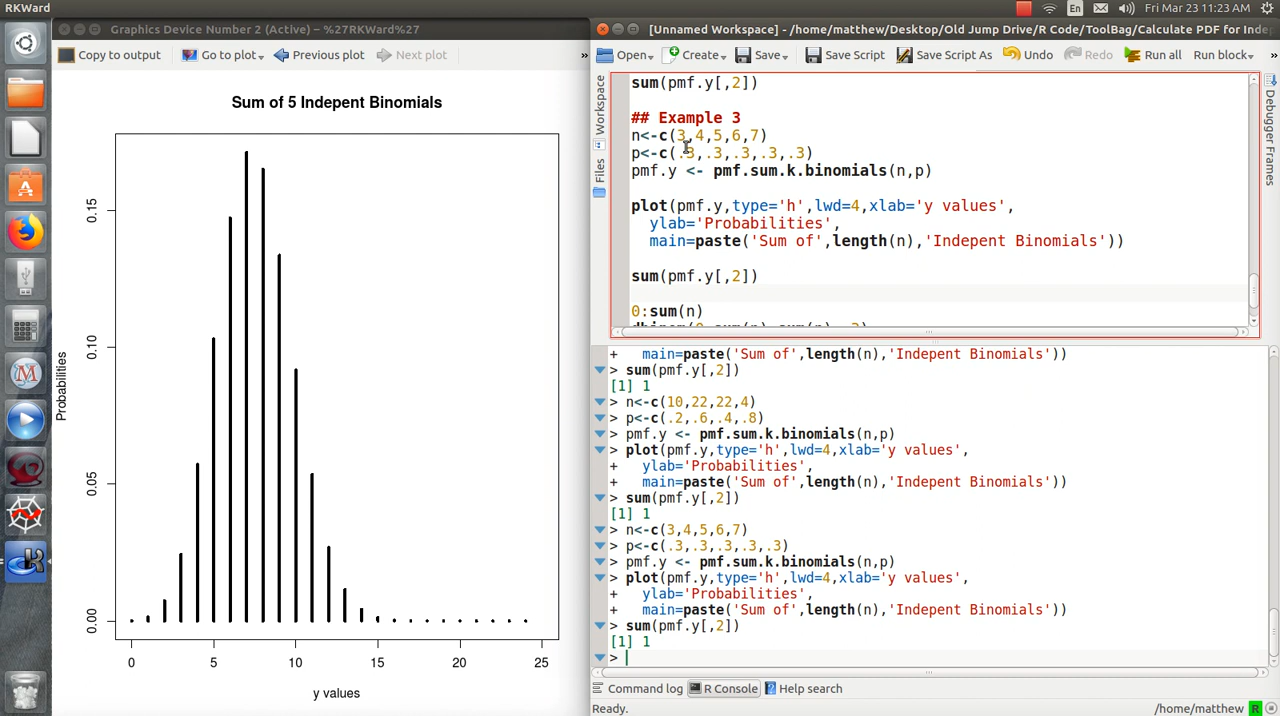 RKWard
En
Fri Mar 23 11:23 AM
Graphics Device Number 2 (Active) – %27RKWard%27
[Unnamed Workspace] - /home/matthew/Desktop/Old Jump Drive/R Code/ToolBag/Calculate PDF for Indep
Copy to output
Go to plot
Previous plot
Next plot
»
Open
Create
Save
Save Script
Save Script As
Undo
Redo
Run all
Run block
»
Workspace
Files
Debugger Frames
Sum of 5 Indepent Binomials
Probabilities
0.15
0.10
0.05
0.00
0 5 10 15 20 25
y values
sum(pmf.y[,2])
## Example 3
n<-c(3,4,5,6,7)
p<-c(.3,.3,.3,.3,.3)
pmf.y <- pmf.sum.k.binomials(n,p)
plot(pmf.y,type='h',lwd=4,xlab='y values',
ylab='Probabilities',
main=paste('Sum of',length(n),'Indepent Binomials'))
sum(pmf.y[,2])
0:sum(n)
+ main=paste('Sum of',length(n),'Indepent Binomials'))
> sum(pmf.y[,2])
[1] 1
> n<-c(10,22,22,4)
> p<-c(.2,.6,.4,.8)
> pmf.y <- pmf.sum.k.binomials(n,p)
> plot(pmf.y,type='h',lwd=4,xlab='y values',
+ ylab='Probabilities',
+ main=paste('Sum of',length(n),'Indepent Binomials'))
> sum(pmf.y[,2])
[1] 1
> n<-c(3,4,5,6,7)
> p<-c(.3,.3,.3,.3,.3)
> pmf.y <- pmf.sum.k.binomials(n,p)
> plot(pmf.y,type='h',lwd=4,xlab='y values',
+ ylab='Probabilities',
+ main=paste('Sum of',length(n),'Indepent Binomials'))
> sum(pmf.y[,2])
[1] 1
>
Command log
R Console
Help search
Ready.
/home/matthew
R